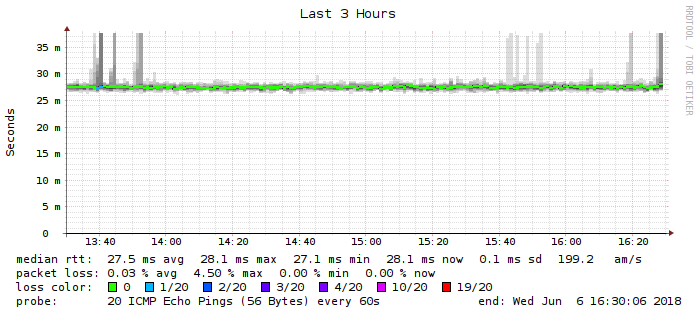 Last 3 Hours
RRDTOOL / TOBI OETIKER
Seconds
35 m
30 m
25 m
20 m
15 m
10 m
5 m
0
13:40 14:00 14:20 14:40 15:00 15:20 15:40 16:00 16:20
median rtt: 27.5 ms avg 28.1 ms max 27.1 ms min 28.1 ms now 0.1 ms sd 199.2 am/s
packet loss: 0.03 % avg 4.50 % max 0.00 % min 0.00 % now
loss color: 0 1/20 2/20 3/20 4/20 10/20 19/20
probe: 20 ICMP Echo Pings (56 Bytes) every 60s end: Wed Jun 6 16:30:06 2018